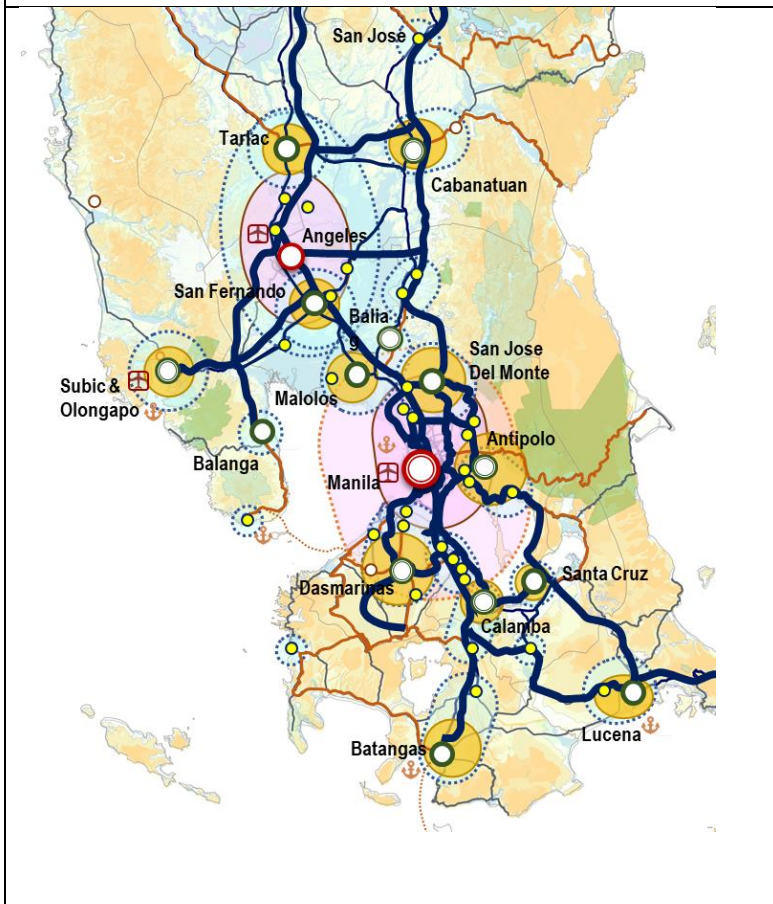 San José
Tarlac
Cabanatuan
Angeles
San Fernando
Balia
g
San Jose
Del Monte
Subic &
Olongapo
Malolos
Antipolo
Balanga
Manila
Santa Cruz
Dasmarinas
Calamba
Lucena
Batangas